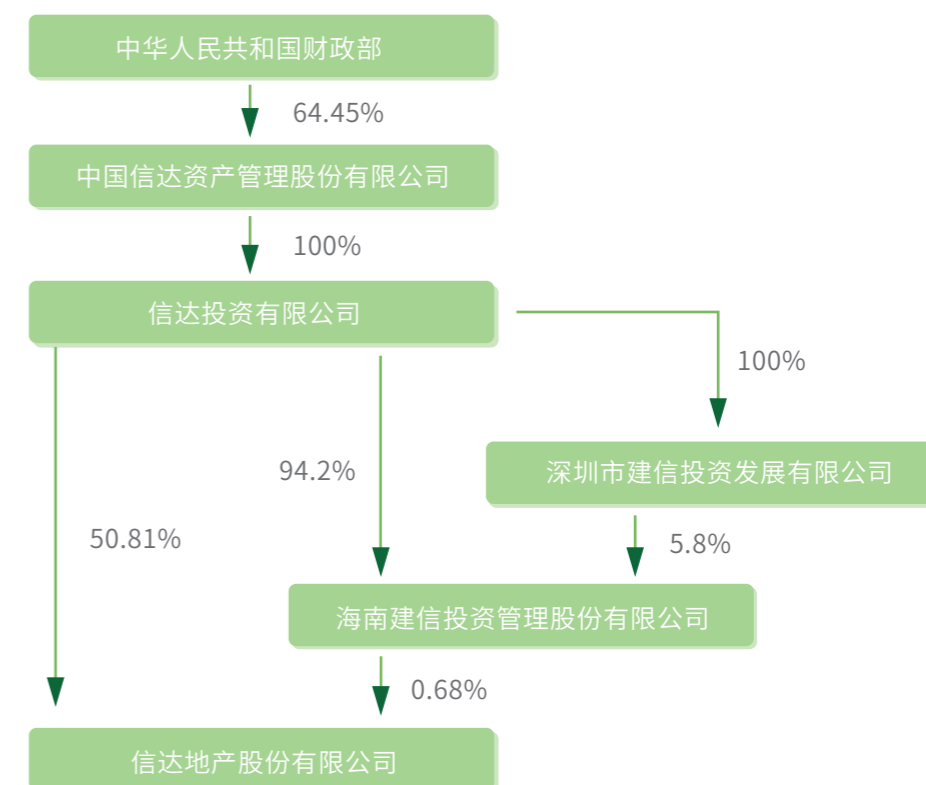 中华人民共和国财政部
64.45%
中国信达资产管理股份有限公司
100%
信达投资有限公司
100%
94.2%
深圳市建信投资发展有限公司
50.81%
5.8%
海南建信投资管理股份有限公司
0.68%
信达地产股份有限公司